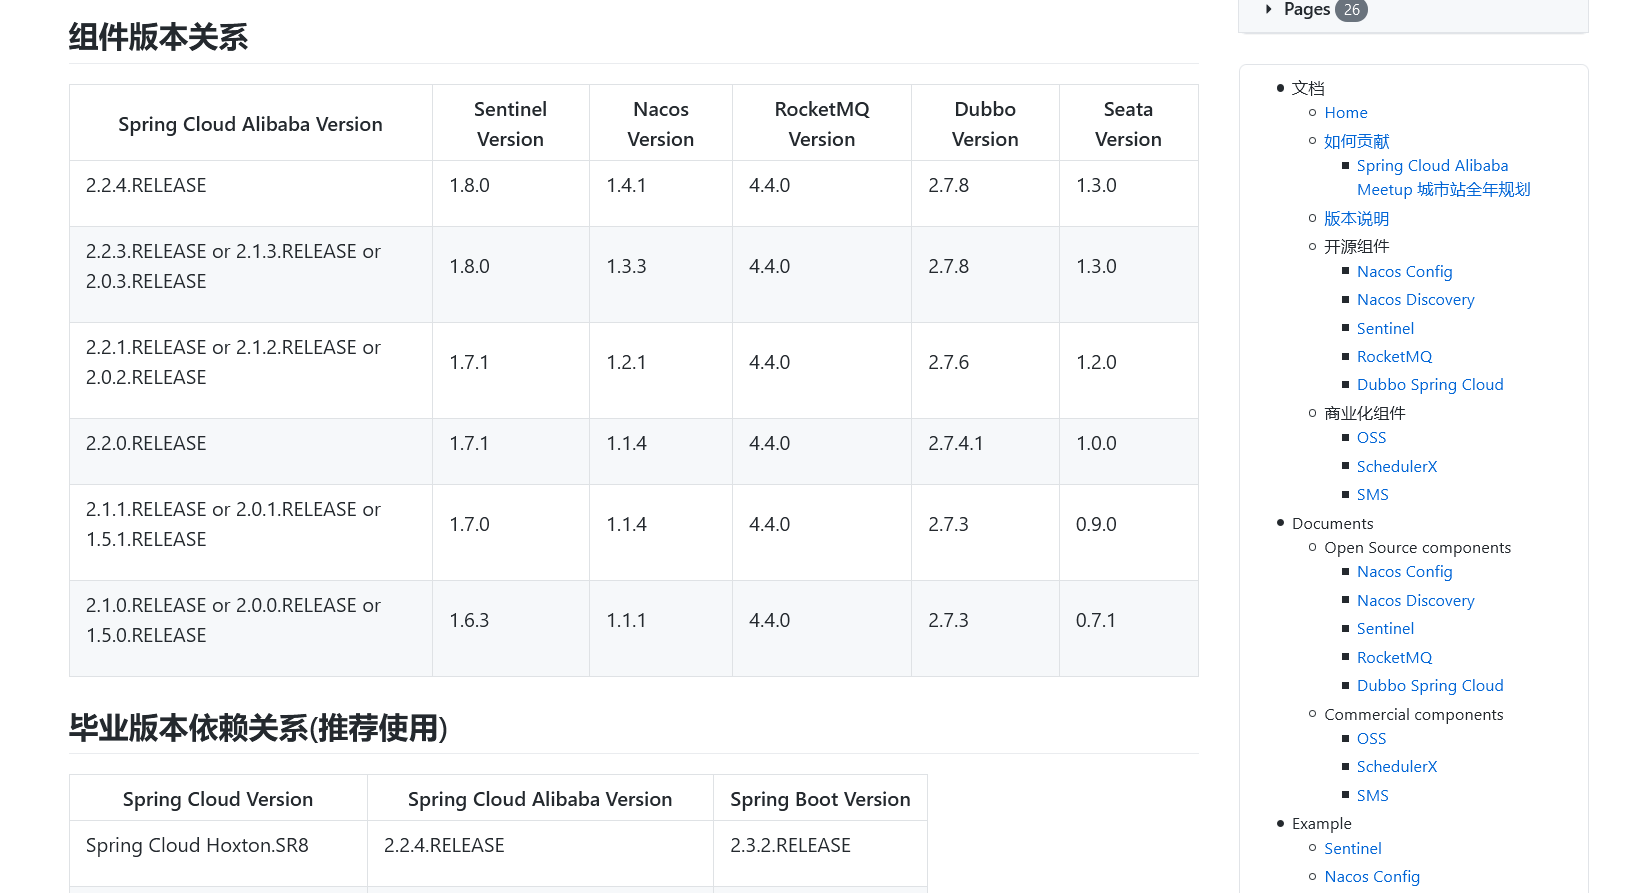 组件版本关系
Spring Cloud Alibaba Version
Sentinel
Version
Nacos
Version
RocketMQ
Version
Dubbo
Version
Seata
Version
2.2.4.RELEASE
1.8.0
1.4.1
4.4.0
2.7.8
1.3.0
2.2.3.RELEASE or 2.1.3.RELEASE or
2.0.3.RELEASE
1.8.0
1.3.3
4.4.0
2.7.8
1.3.0
2.2.1.RELEASE or 2.1.2.RELEASE or
2.0.2.RELEASE
1.7.1
1.2.1
4.4.0
2.7.6
1.2.0
2.2.0.RELEASE
1.7.1
1.1.4
4.4.0
2.7.4.1
1.0.0
2.1.1.RELEASE or 2.0.1.RELEASE or
1.5.1.RELEASE
1.7.0
1.1.4
4.4.0
2.7.3
0.9.0
2.1.0.RELEASE or 2.0.0.RELEASE or
1.5.0.RELEASE
1.6.3
1.1.1
4.4.0
2.7.3
0.7.1
毕业版本依赖关系(推荐使用)
Spring Cloud Version
Spring Cloud Alibaba Version
Spring Boot Version
Spring Cloud Hoxton.SR8
2.2.4.RELEASE
2.3.2.RELEASE
Pages 26
文档
Home
如何贡献
Spring Cloud Alibaba
Meetup 城市站全年规划
版本说明
开源组件
Nacos Config
Nacos Discovery
Sentinel
RocketMQ
Dubbo Spring Cloud
商业化组件
OSS
SchedulerX
SMS
Documents
Open Source components
Nacos Config
Nacos Discovery
Sentinel
RocketMQ
Dubbo Spring Cloud
Commercial components
OSS
SchedulerX
SMS
Example
Sentinel
Nacos Config